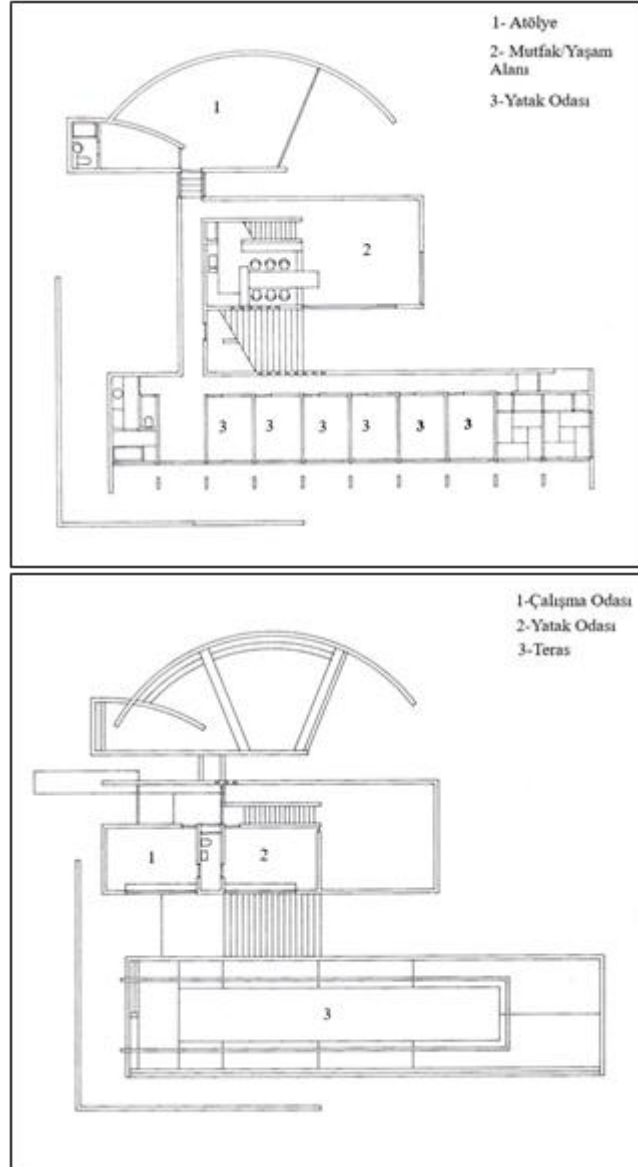 1- Atölye
2- Mutfak/Yaşam
Alanı
3-Yatak Odası
1
2
3 3 3 3 3 3
1-Çalışma Odası
2-Yatak Odası
3-Teras
1 2
3